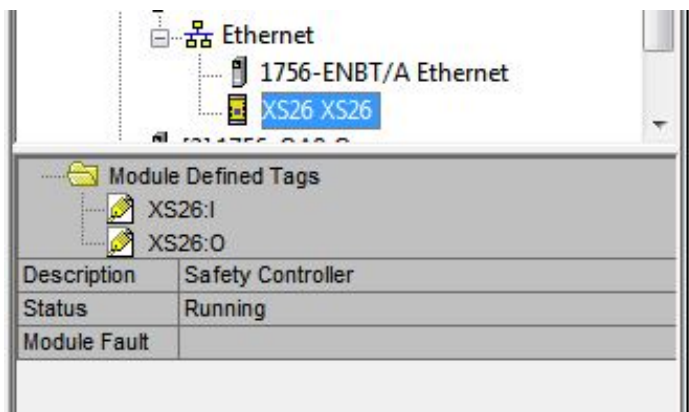 Ethernet
1756-ENBT/A Ethernet
XS26 XS26
Module Defined Tags
XS26:I
XS26:O
Description Safety Controller
Status Running
Module Fault